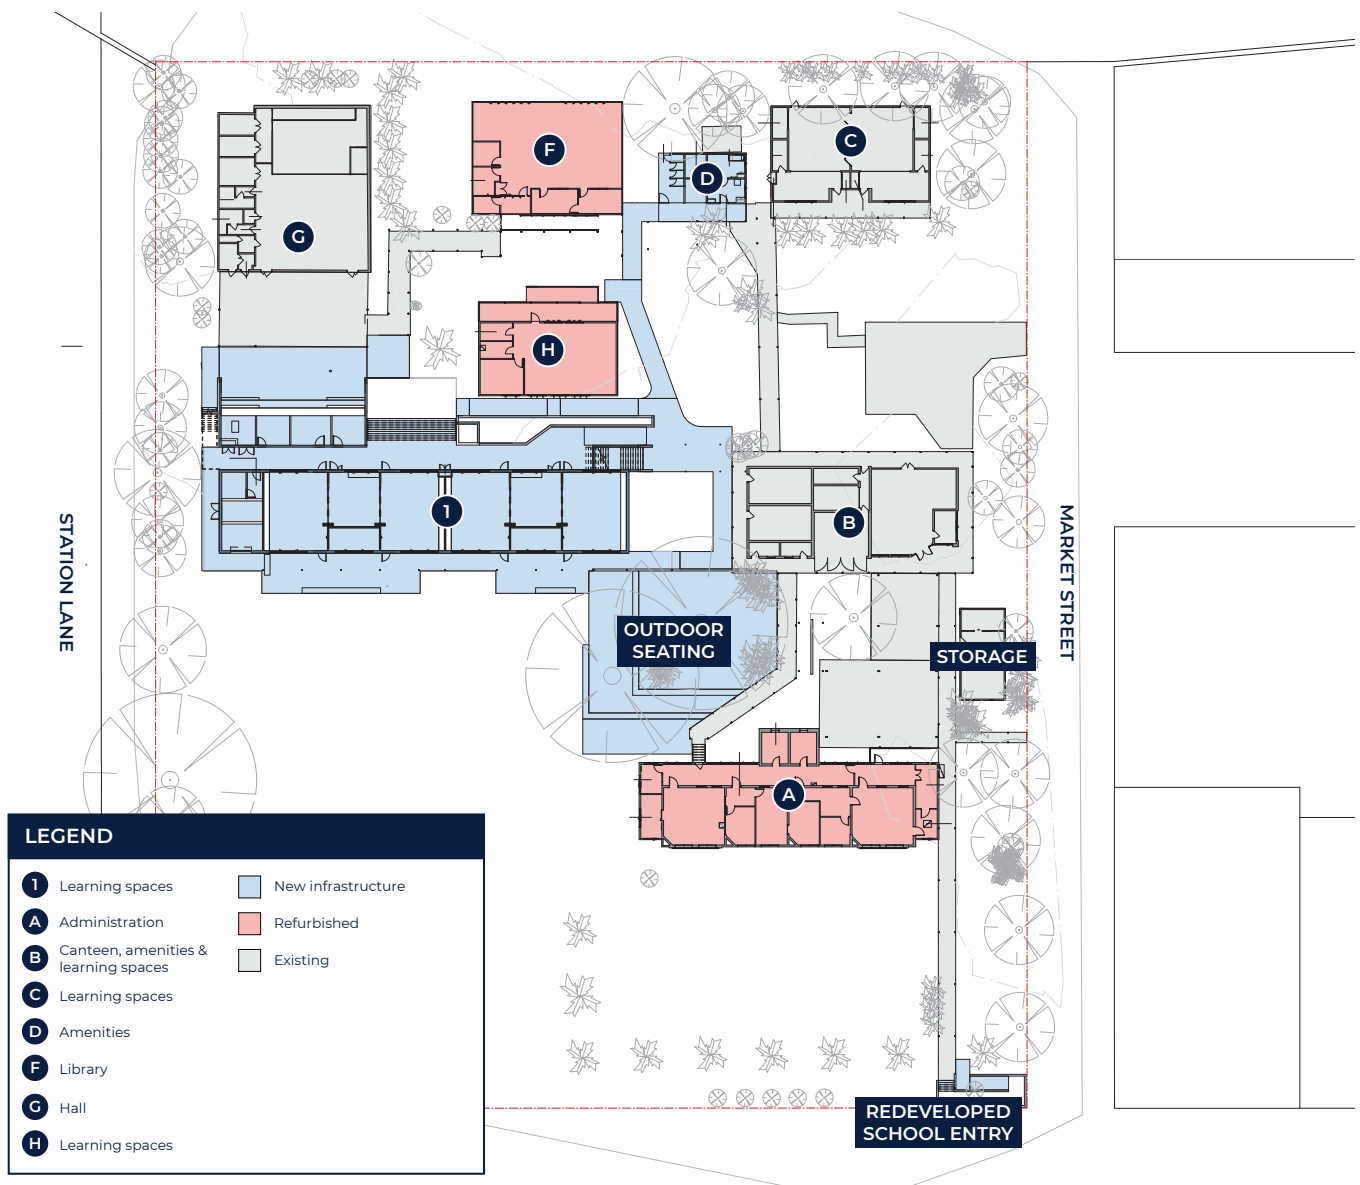 F
C
D
G
H
1
B
STATION LANE
MARKET STREET
OUTDOOR
SEATING
STORAGE
A
LEGEND
1 Learning spaces
A Administration
B Canteen, amenities &
learning spaces
C Learning spaces
D Amenities
F Library
G Hall
H Learning spaces
New infrastructure
Refurbished
Existing
REDEVELOPED
SCHOOL ENTRY